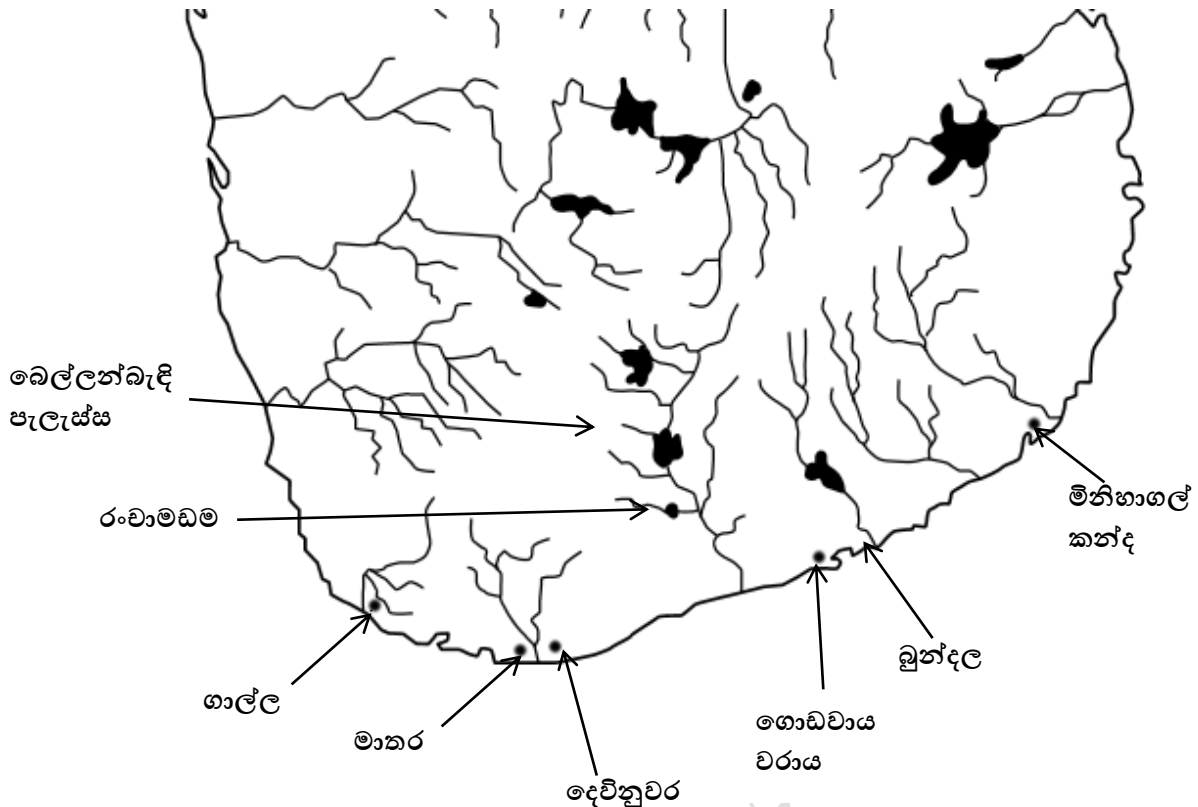 බෙල්ලන්බැඳි
පැලැස්ස
රංචාමඩම
ගාල්ල
මාතර
දෙවිනුවර
ගොඩවාය
වරාය
බුන්දල
මිනිහාගල්
කන්ද